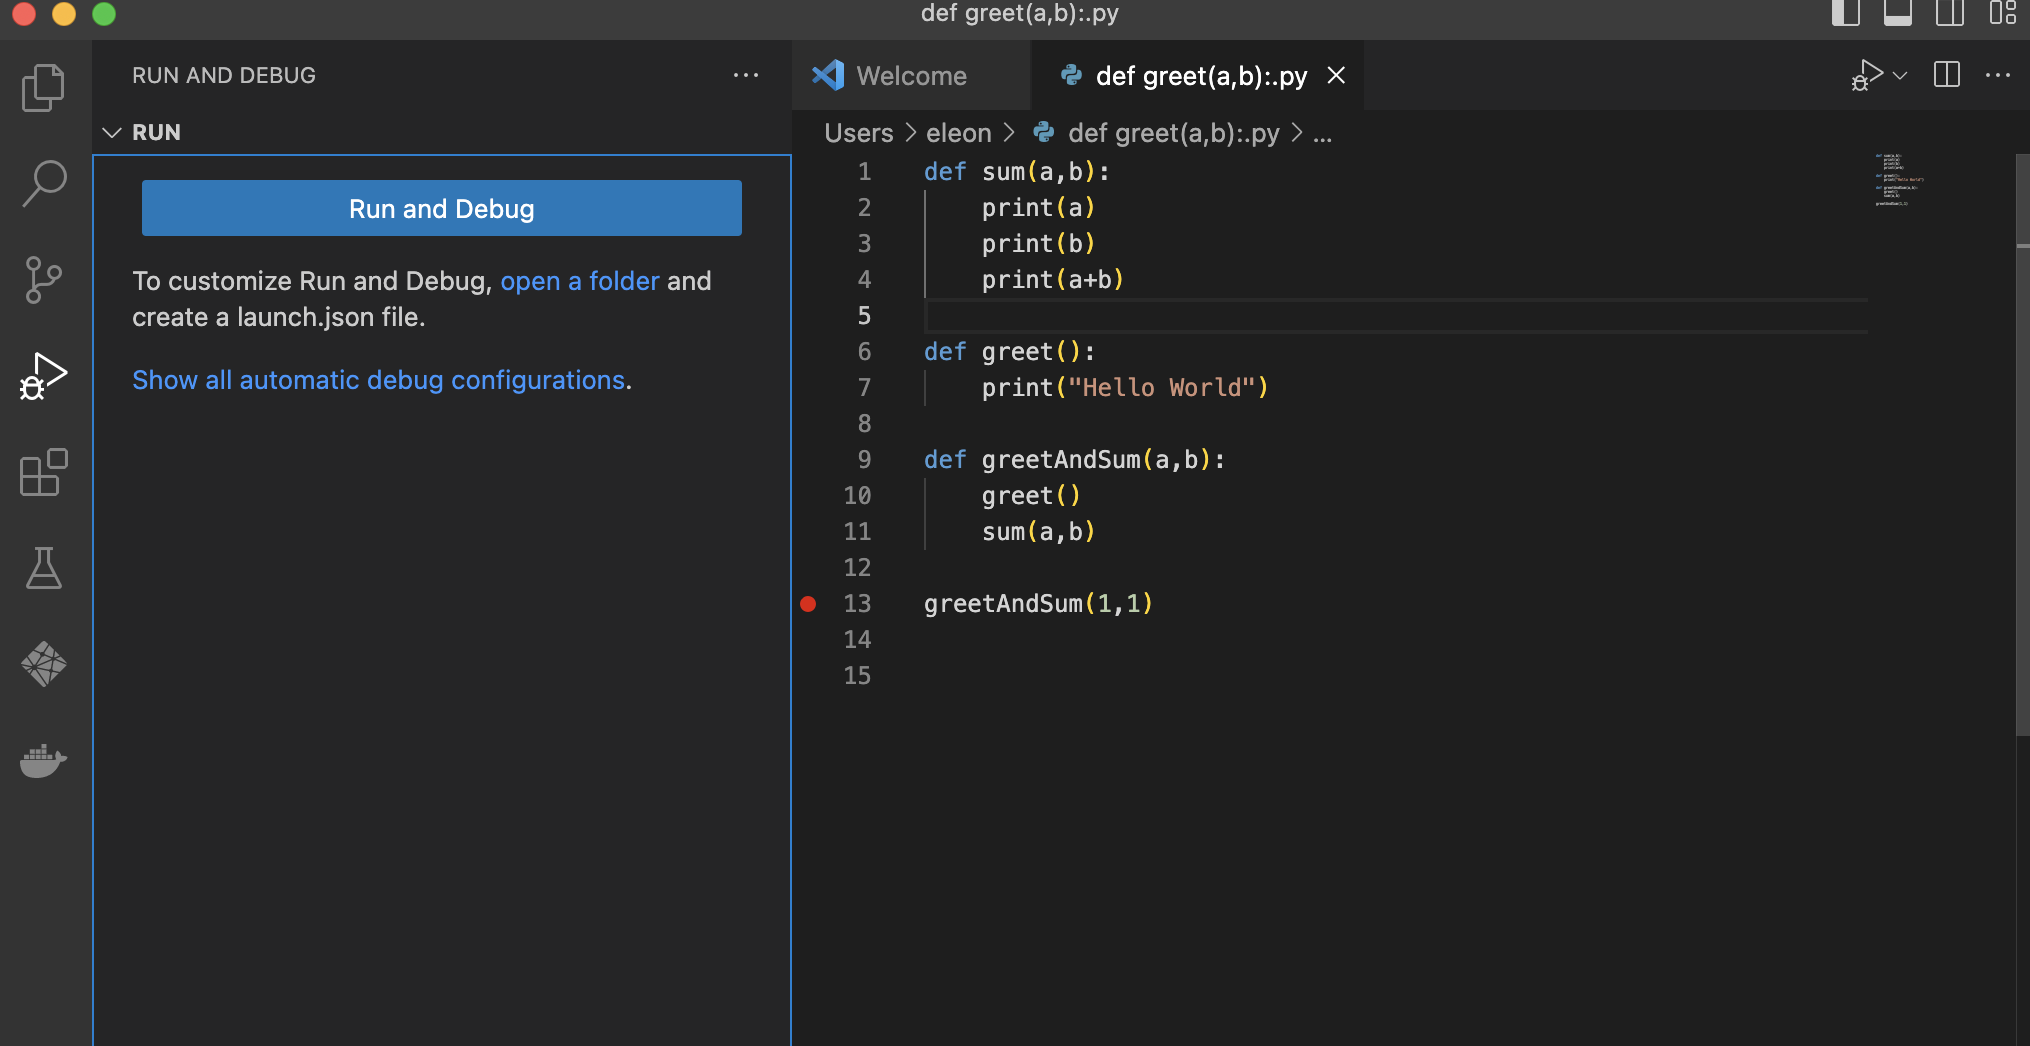 def greet(a,b):.py
RUN AND DEBUG
RUN
Run and Debug
To customize Run and Debug, open a folder and
create a launch.json file.
Show all automatic debug configurations.
Welcome
def greet(a,b):.py
Users > eleon > def greet(a,b):.py > ...
1 def sum(a,b):
2     print(a)
3     print(b)
4     print(a+b)
5
6 def greet():
7     print("Hello World")
8
9 def greetAndSum(a,b):
10     greet()
11     sum(a,b)
12
13 greetAndSum(1,1)
14
15